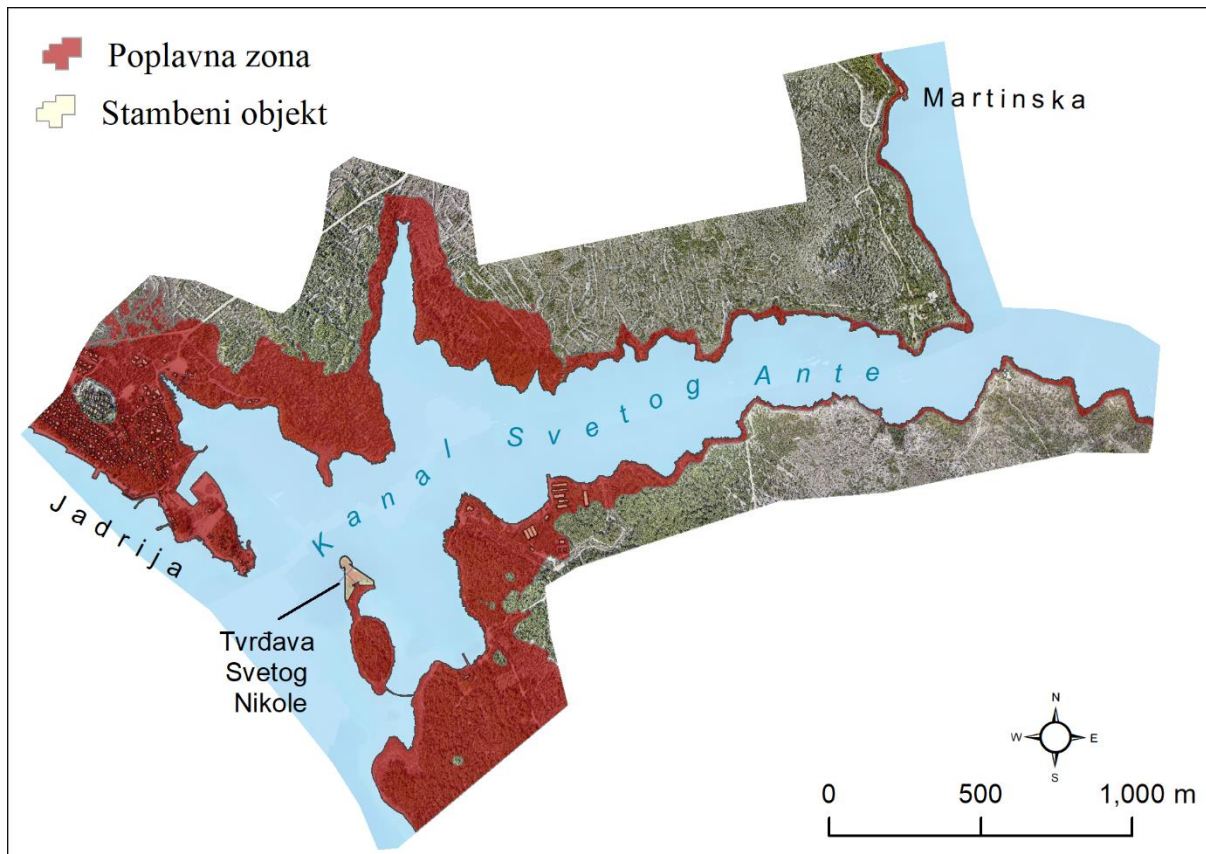 Poplavna zona
Stambeni objekt
Martinska
Kanal Svetog Ante
Jadrija
Tvrđava
Svetog
Nikole
N
W E
S
0 500 1,000 m